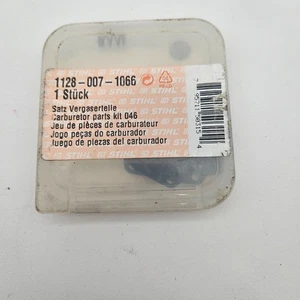 1128-007-1066
1 Stück
Satz Vergaserteile
Carburetor parts kit 046
Jeu de pièces de carburateur
Jogo peças do carburador
Juego de piezas del carburador
STIHL